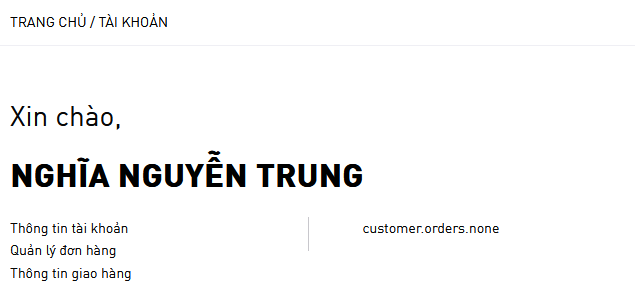 TRANG CHỦ / TÀI KHOẢN
Xin chào,
NGHĨA NGUYỄN TRUNG
Thông tin tài khoản
Quản lý đơn hàng
Thông tin giao hàng
customer.orders.none